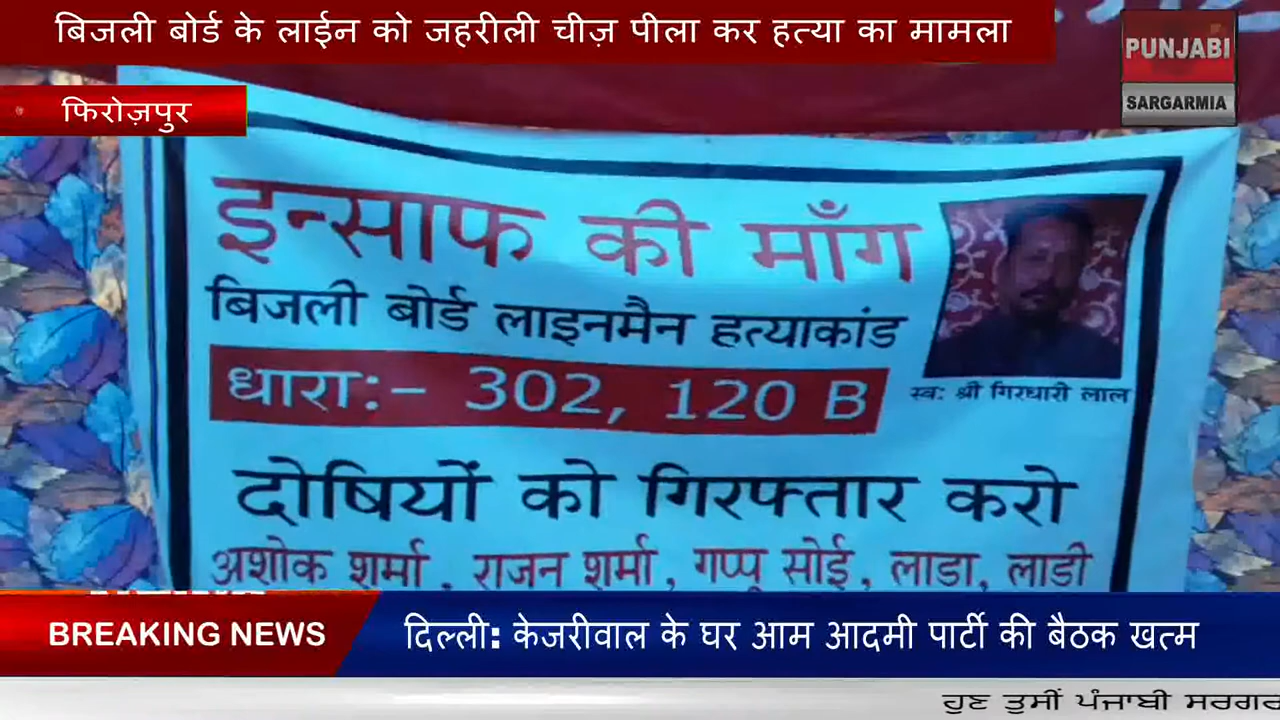 बिजली बोर्ड के लाईन को जहरीली चीज़ पीला कर हत्या का मामला
PUNJABI
SARGARMIA
फिरोज़पुर
इन्साफ की माँग
बिजली बोर्ड लाइनमैन हत्याकांड
धारा:- 302, 120 B
स्व: श्री गिरधारी लाल
दोषियों को गिरफ्तार करो
अशोक शर्मा, राजन शर्मा, गप्पू सोई, लाडा, लाडी
BREAKING NEWS
दिल्ली: केजरीवाल के घर आम आदमी पार्टी की बैठक खत्म
ਹੁਣ ਤੁਸੀਂ ਪੰਜਾਬੀ ਸਰਗਰ